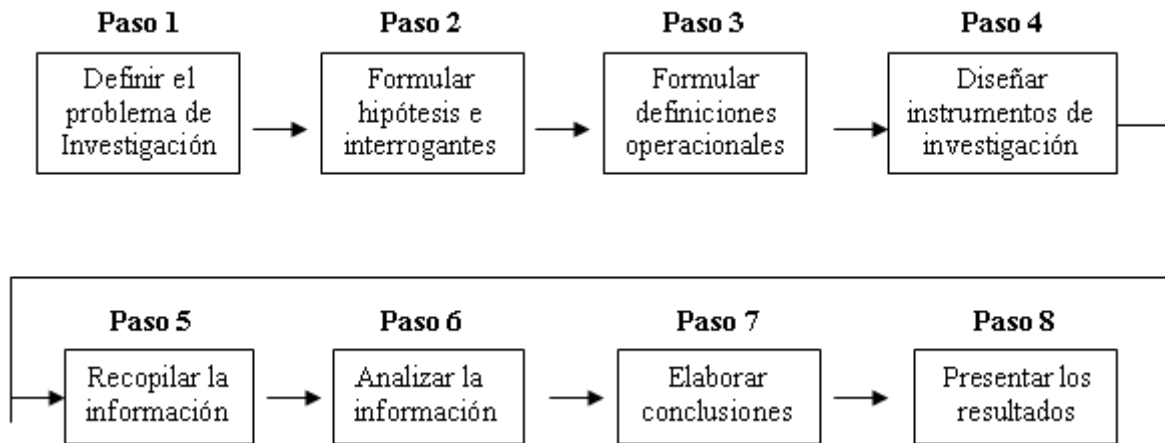 Paso 1
Definir el
problema de
Investigación
Paso 2
Formular
hipótesis e
interrogantes
Paso 3
Formular
definiciones
operacionales
Paso 4
Diseñar
instrumentos de
investigación
Paso 5
Recopilar la
información
Paso 6
Analizar la
información
Paso 7
Elaborar
conclusiones
Paso 8
Presentar los
resultados